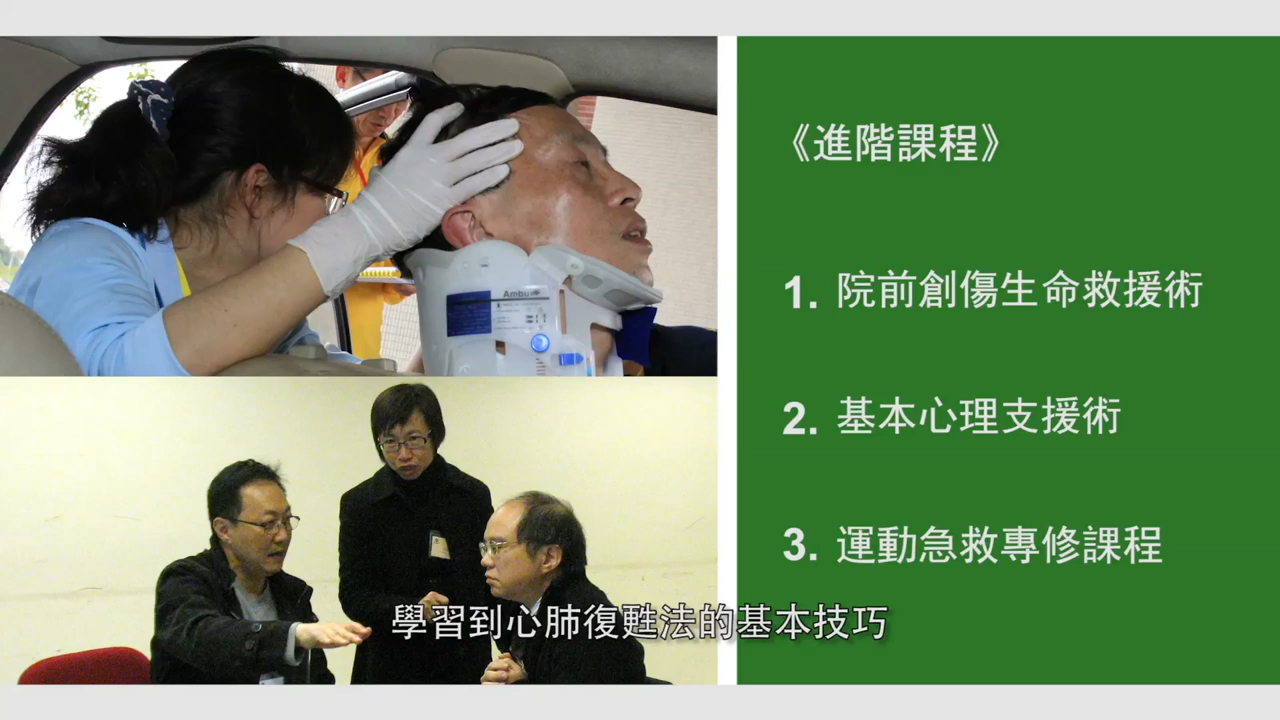 《進階課程》
1. 院前創傷生命救援術
2. 基本心理支援術
3. 運動急救專修課程
Ambu
學習到心肺復甦法的基本技巧